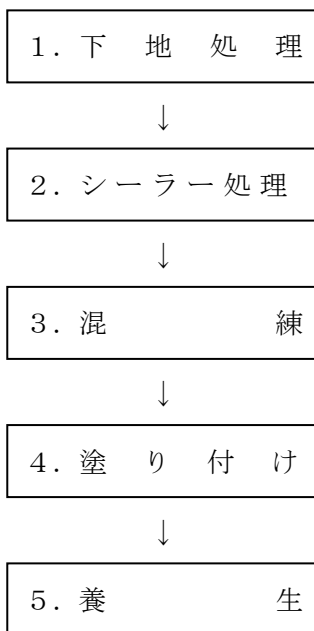 1．下地処理
↓
2．シーラー処理
↓
3．混練
↓
4．塗り付け
↓
5．養生